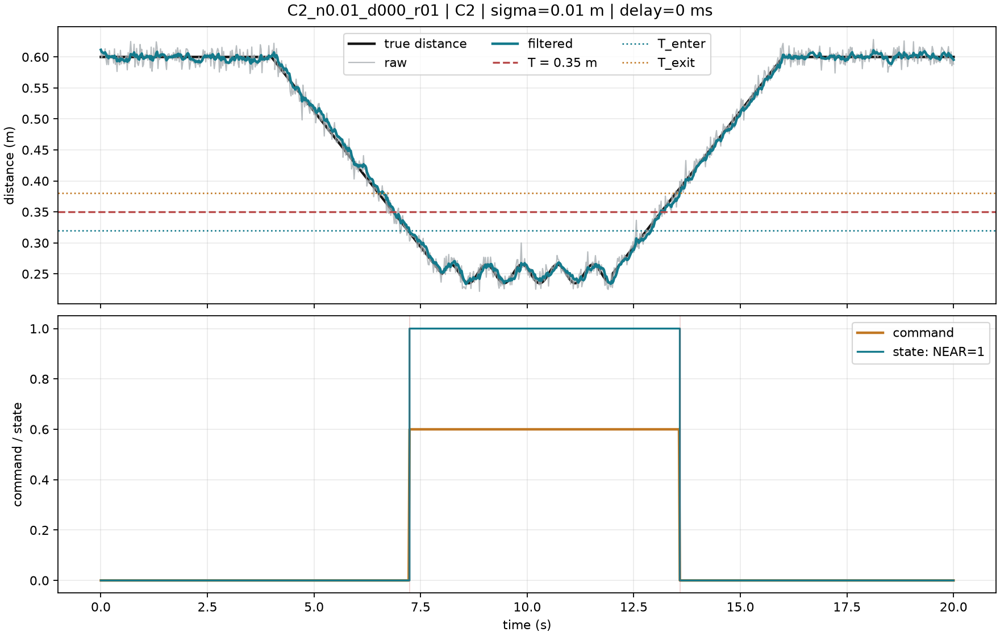 C2_n0.01_d000_r01 | C2 | sigma=0.01 m | delay=0 ms
true distance
raw
filtered
T = 0.35 m
T_enter
T_exit
distance (m)
0.60
0.55
0.50
0.45
0.40
0.35
0.30
0.25
command
state: NEAR=1
command / state
1.0
0.8
0.6
0.4
0.2
0.0
0.0 2.5 5.0 7.5 10.0 12.5 15.0 17.5 20.0
time (s)